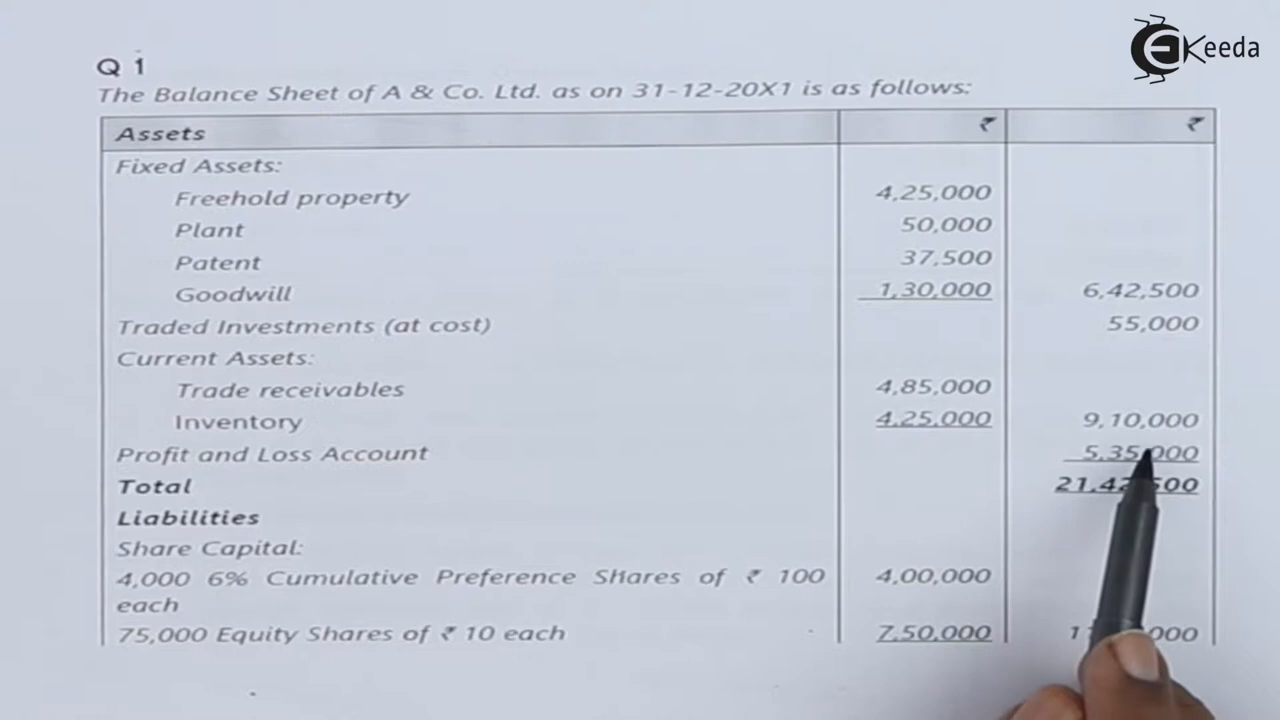 EKeeda
Q 1
The Balance Sheet of A & Co. Ltd. as on 31-12-20X1 is as follows:
Assets ₹ ₹
Fixed Assets:
Freehold property 4,25,000
Plant 50,000
Patent 37,500
Goodwill 1,30,000 6,42,500
Traded Investments (at cost) 55,000
Current Assets:
Trade receivables 4,85,000
Inventory 4,25,000 9,10,000
Profit and Loss Account 5,35,000
Total
Liabilities
Share Capital:
4,000 6% Cumulative Preference Shares of ₹ 100 4,00,000
each
75,000 Equity Shares of ₹ 10 each 7,50,000